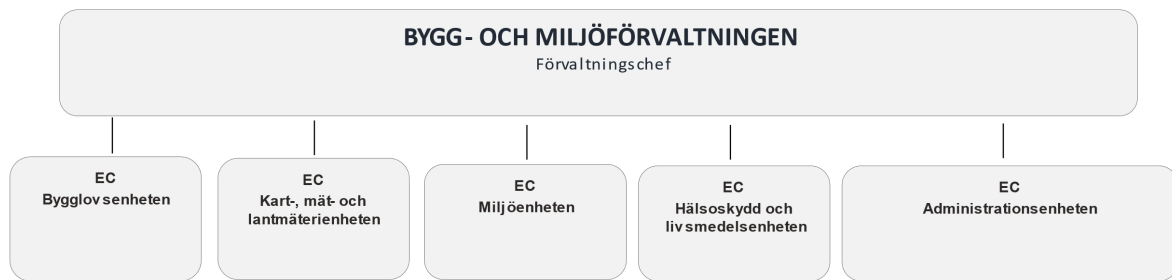 BYGG- OCH MILJÖFÖRVALTNINGEN
Förvaltningschef
EC
Bygglovsenheten
EC
Kart-, mät- och
lantmäterienheten
EC
Miljöenheten
EC
Hälsoskydd och
livsmedelsenheten
EC
Administrationsenheten